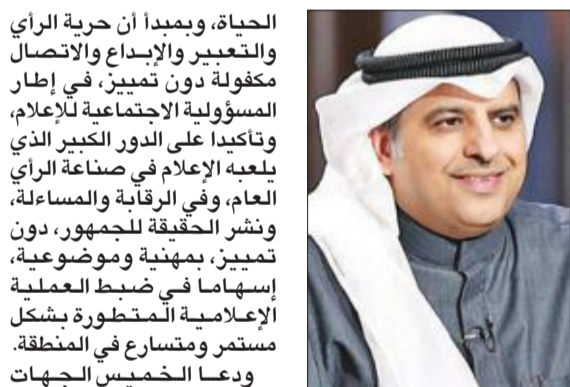 الحياة، وبمبدأ أن حرية الرأي
والتعبير والإبداع والاتصال
مكفولة دون تمييز، في إطار
المسؤولية الاجتماعية للإعلام،
وتأكيدا على الدور الكبير الذي
يلعبه الإعلام في صناعة الرأي
العام، وفي الرقابة والمساءلة،
ونشر الحقيقة للجمهور، دون
تمييز، بمهنية وموضوعية،
إسهاما في ضبط العملية
الإعلامية المتطورة بشكل
مستمر ومتسارع في المنطقة.
ودعا الخميس الجهات